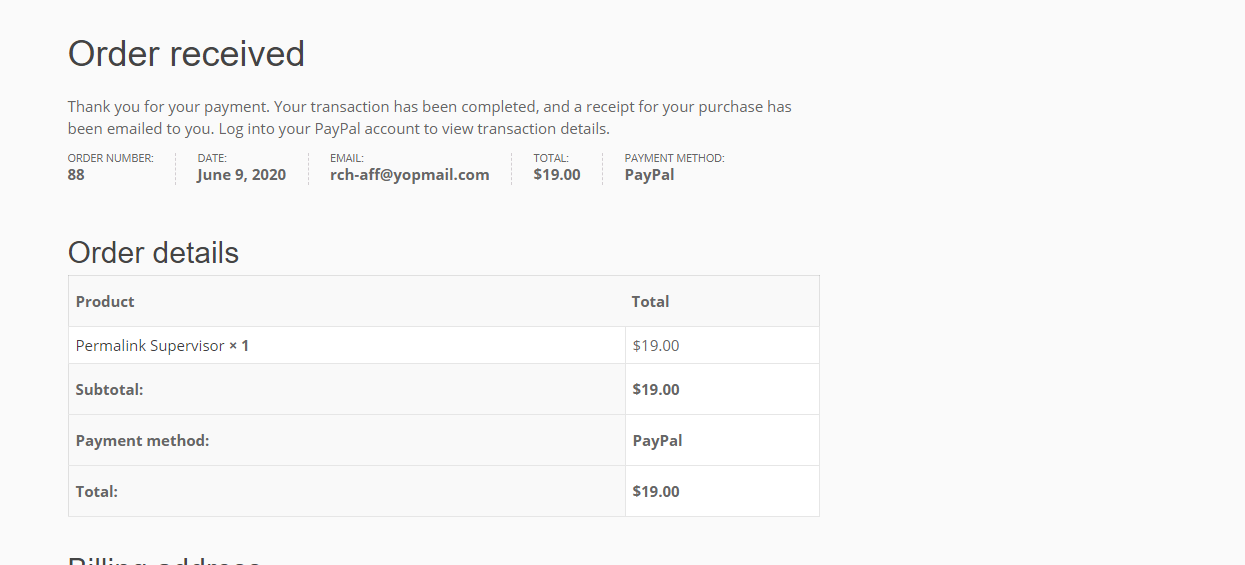 Order received
Thank you for your payment. Your transaction has been completed, and a receipt for your purchase has
been emailed to you. Log into your PayPal account to view transaction details.
ORDER NUMBER: DATE: EMAIL: TOTAL: PAYMENT METHOD:
88 June 9, 2020 rch-aff@yopmail.com $19.00 PayPal
Order details
Product Total
Permalink Supervisor × 1 $19.00
Subtotal: $19.00
Payment method: PayPal
Total: $19.00
Billing address